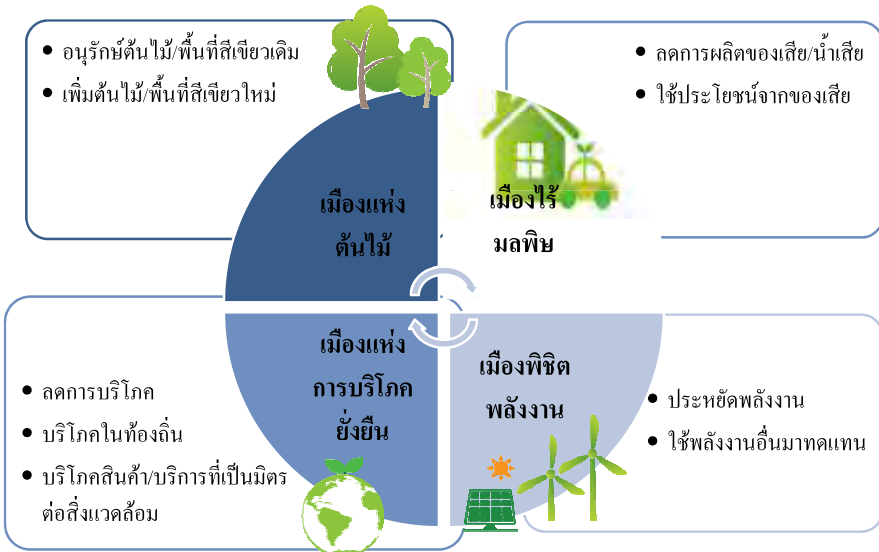 • อนุรักษ์ต้นไม้/พื้นที่สีเขียวเดิม
• เพิ่มต้นไม้/พื้นที่สีเขียวใหม่
เมืองแห่ง
ต้นไม้
• ลดการผลิตของเสีย/น้ำเสีย
• ใช้ประโยชน์จากของเสีย
เมืองไร้
มลพิษ
เมืองแห่ง
การบริโภค
ยั่งยืน
• ลดการบริโภค
• บริโภคในท้องถิ่น
• บริโภคสินค้า/บริการที่เป็นมิตร
ต่อสิ่งแวดล้อม
เมืองพิชิต
พลังงาน
• ประหยัดพลังงาน
• ใช้พลังงานอื่นมาทดแทน